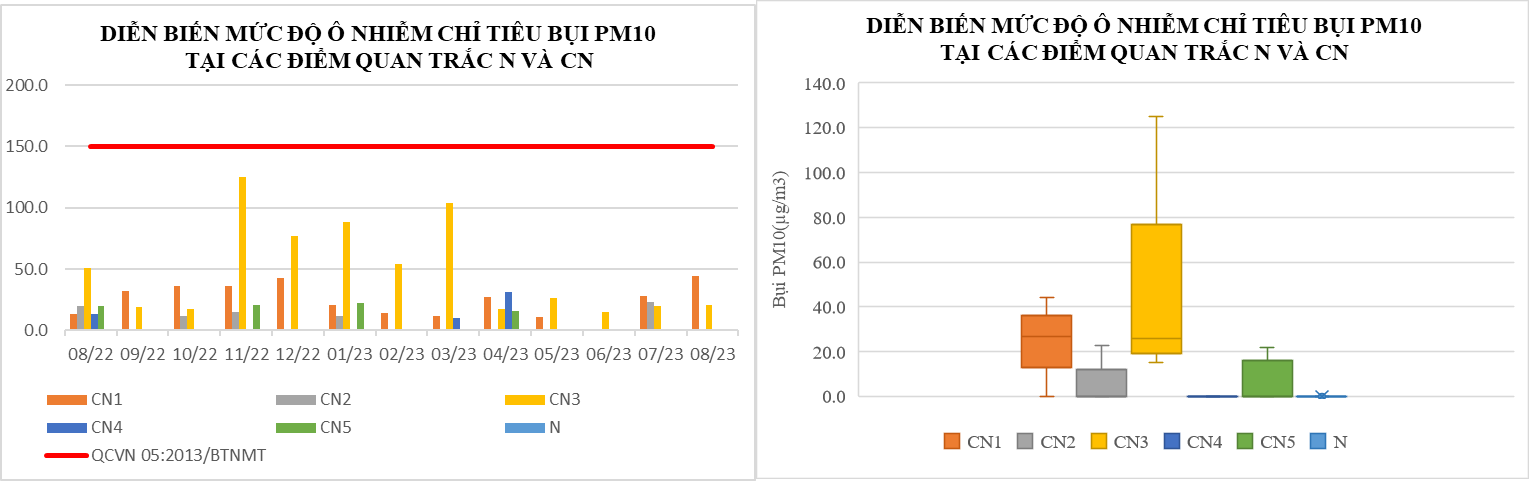 DIỄN BIẾN MỨC ĐỘ Ô NHIỄM CHỈ TIÊU BỤI PM10
TẠI CÁC ĐIỂM QUAN TRẮC N VÀ CN
200.0
150.0
100.0
50.0
0.0
08/22 09/22 10/22 11/22 12/22 01/23 02/23 03/23 04/23 05/23 06/23 07/23 08/23
CN1 CN2 CN3
CN4 CN5 N
QCVN 05:2013/BTNMT
DIỄN BIẾN MỨC ĐỘ Ô NHIỄM CHỈ TIÊU BỤI PM10
TẠI CÁC ĐIỂM QUAN TRẮC N VÀ CN
Bụi PM10(µg/m3)
140.0
120.0
100.0
80.0
60.0
40.0
20.0
0.0
CN1 CN2 CN3 CN4 CN5 N